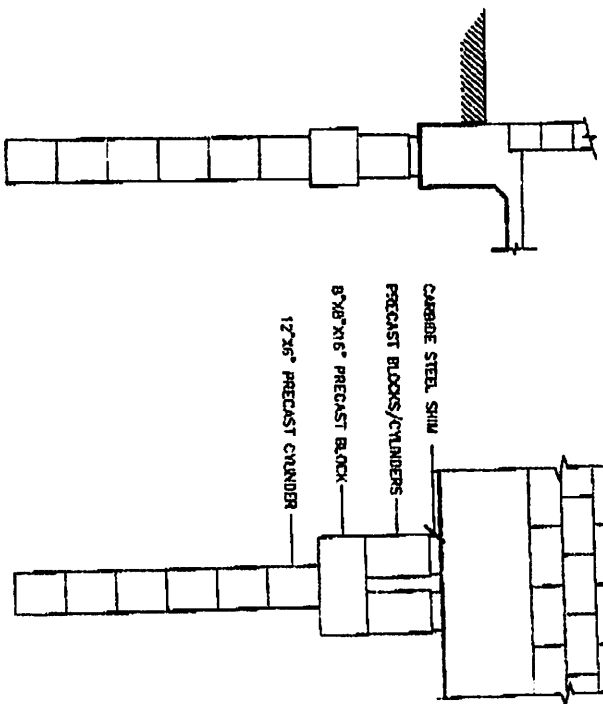 CARBIDE STEEL SHIM
PRECAST BLOCKS/CYLINDERS
8"X8"X16" PRECAST BLOCK
12"X6" PRECAST CYLINDER